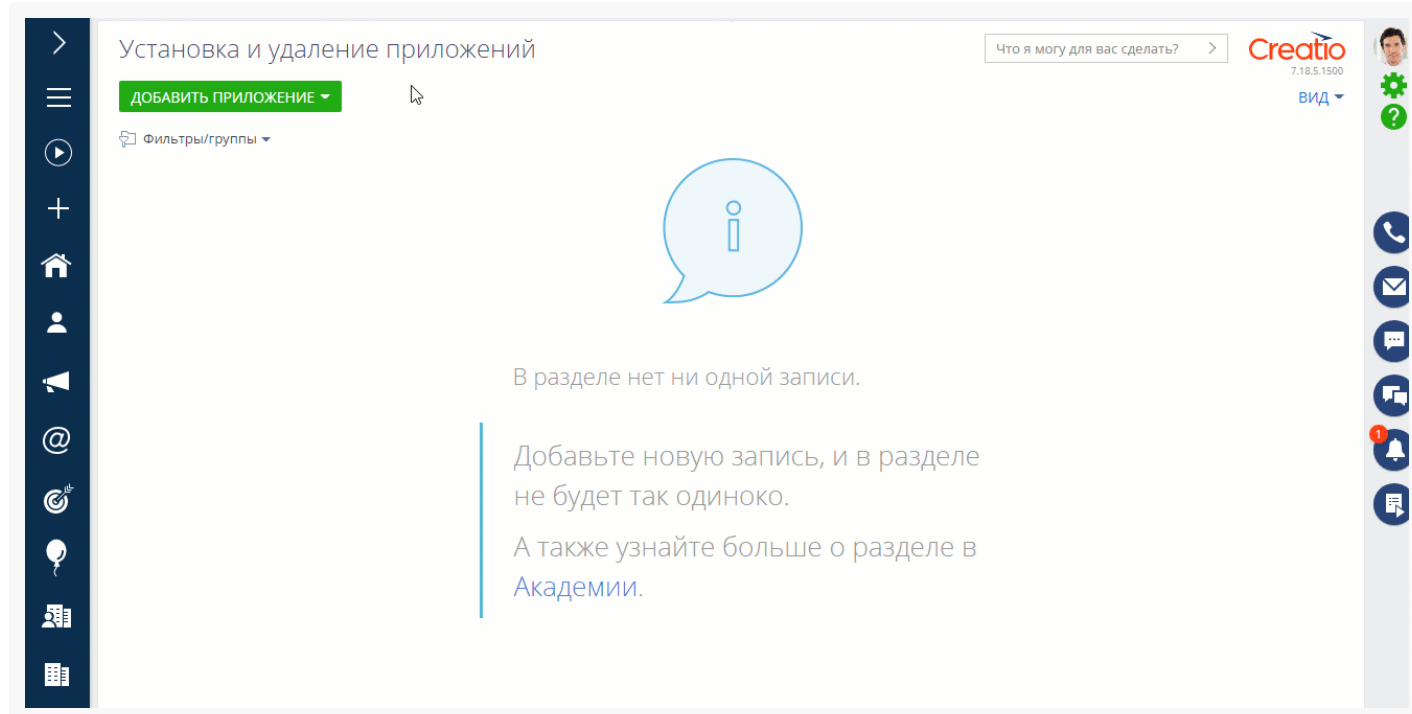 Установка и удаление приложений
Что я могу для вас сделать?
Creatio
7.18.5.1500
ДОБАВИТЬ ПРИЛОЖЕНИЕ
ВИД
Фильтры/группы
В разделе нет ни одной записи.
Добавьте новую запись, и в разделе
не будет так одиноко.
А также узнайте больше о разделе в
Академии.
1